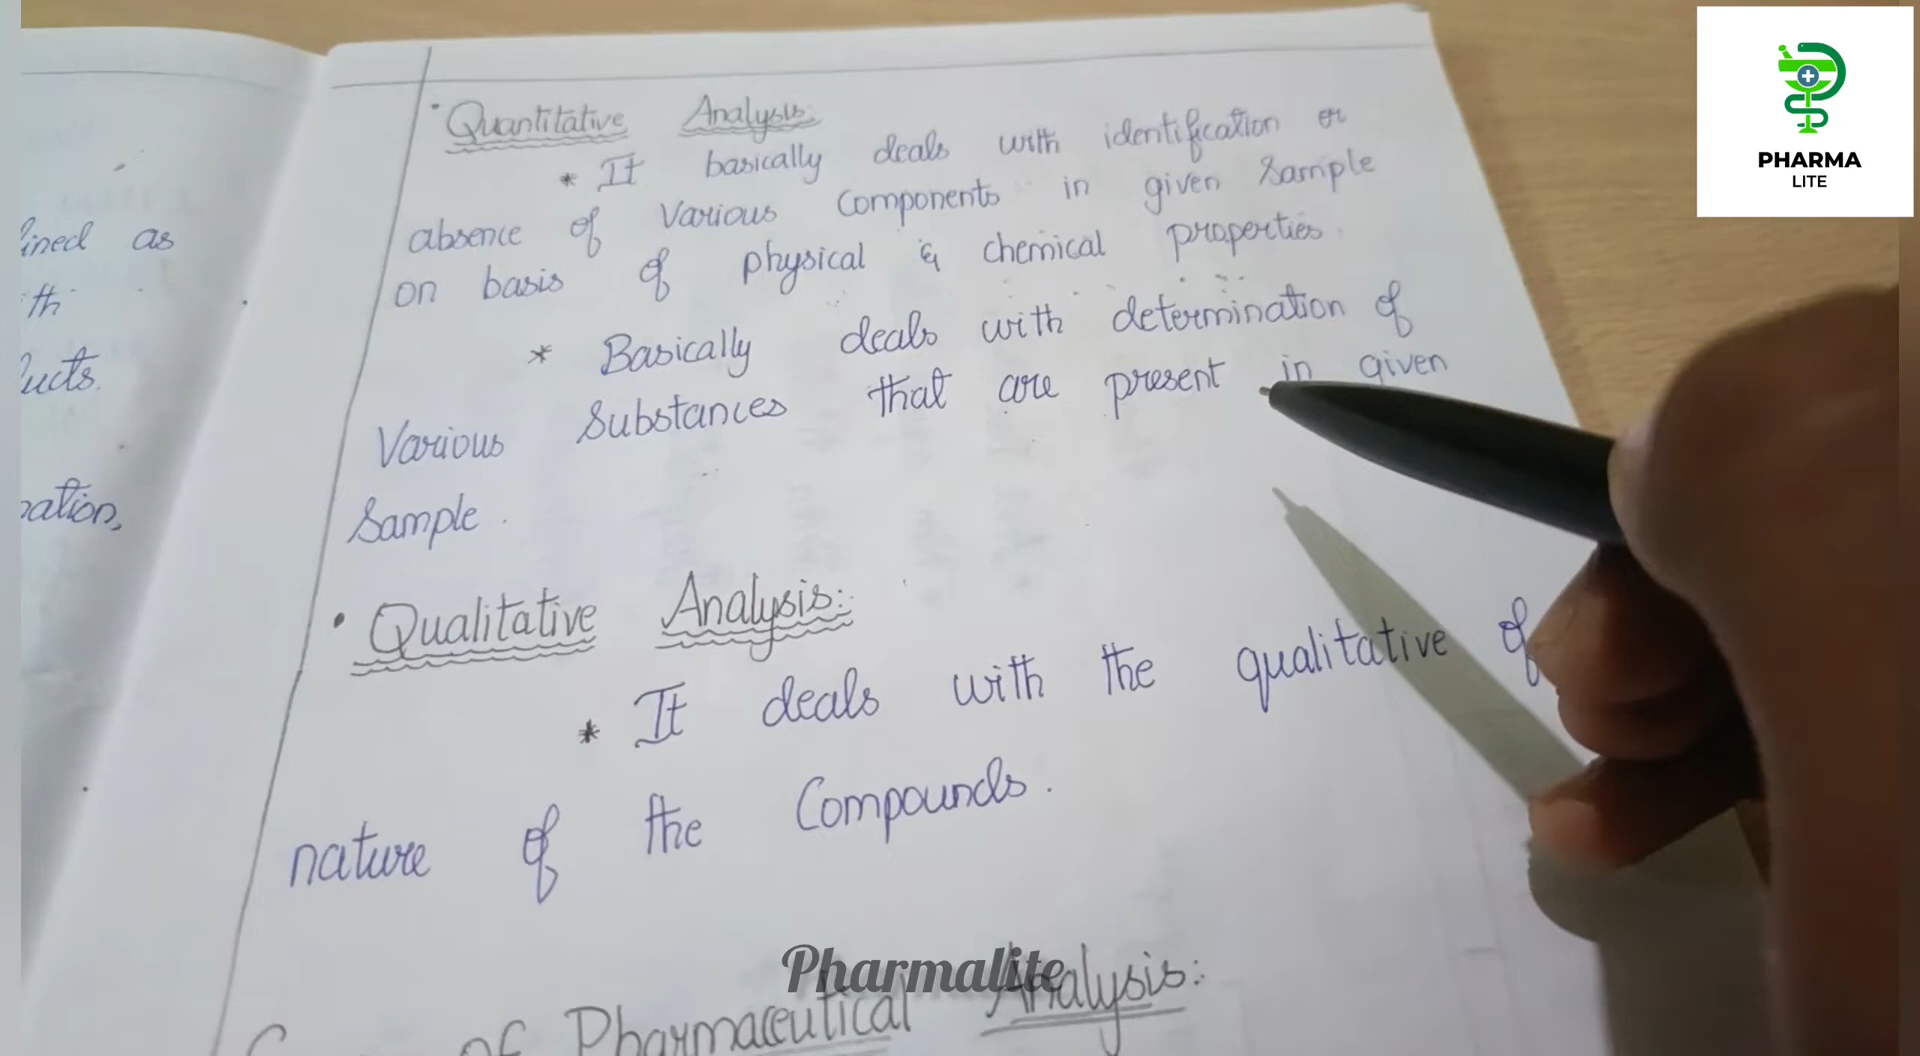 • Quantitative Analysis:
* It basically deals with identification or
absence of Various Components in given Sample
on basis of physical & chemical properties.
* Basically deals with determination of
Various Substances that are present in given
Sample.
• Qualitative Analysis:
* It deals with the qualitative of
nature of the Compounds.
of Pharmaceutical Analysis:
ined as
th
ucts.
ation,
PHARMA
LITE
Pharmalite